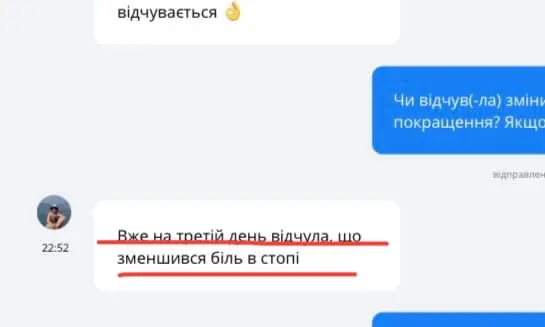 відчувається 👌
Чи відчув(-ла) зміни
покращення? Якщо
відправлен
Вже на третій день відчула, що
зменшився біль в стопі
22:52